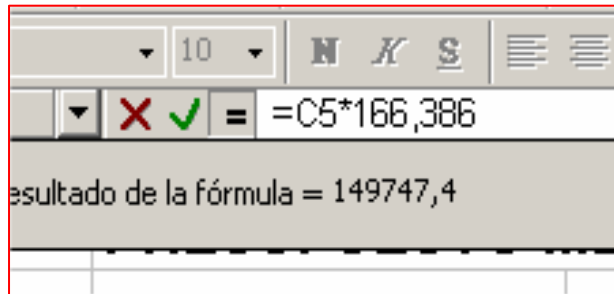 10 N K S
=C5*166,386
esultado de la fórmula = 149747,4